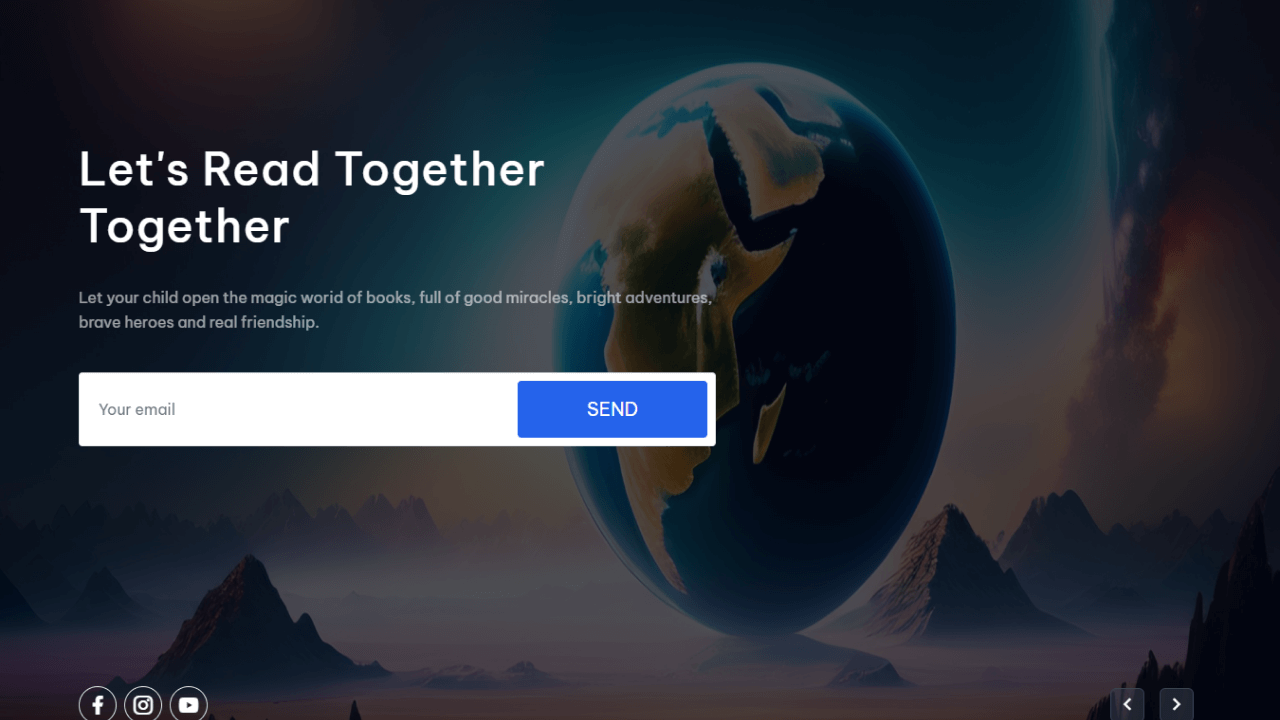 Let's Read Together
Together
Let your child open the magic world of books, full of good miracles, bright adventures,
brave heroes and real friendship.
Your email
SEND